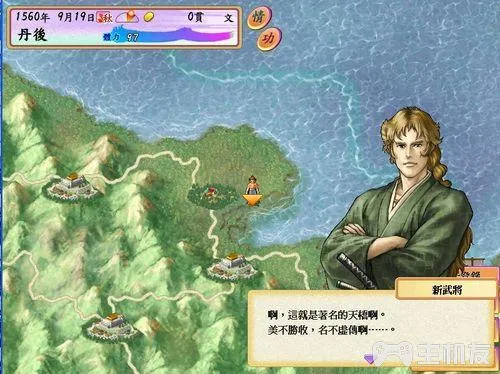 1560年 9月19日 秋 0貫 文
丹後
體力 97
情
功
新武將
啊，這就是著名的天橋啊。
美不勝收，名不虛傳啊……。
主机友